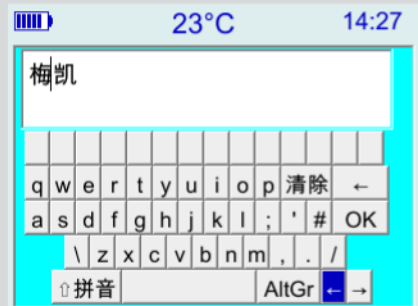 23°C 14:27
梅凯
q w e r t y u i o p 清除 ←
a s d f g h j k l ; ' # OK
\ z x c v b n m , . /
⇧拼音 AltGr ← →